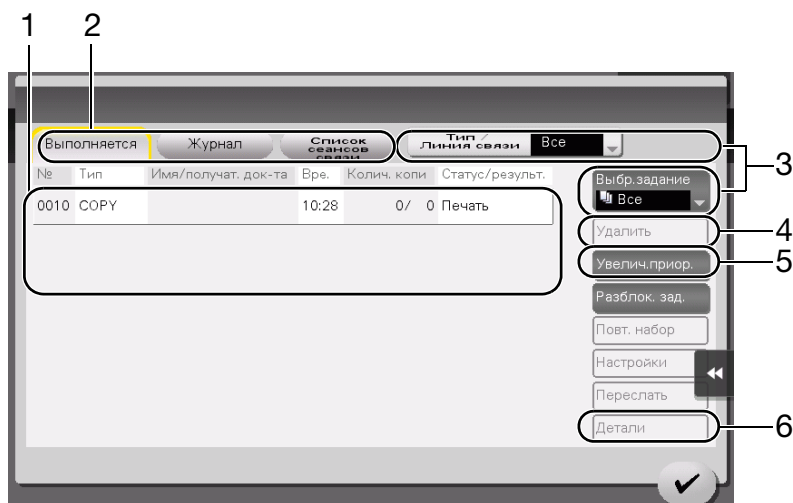 1 2
Выполняется Журнал Список сеансов связи Тип / Линия связи Все
№ Тип Имя/получат. док-та Вре. Колич. копи Статус/результ.
0010 COPY 10:28 0/ 0 Печать
Выбр.задание
Все
3
Удалить 4
Увелич.приор. 5
Разблок. зад.
Повт. набор
Настройки
Переслать
Детали 6